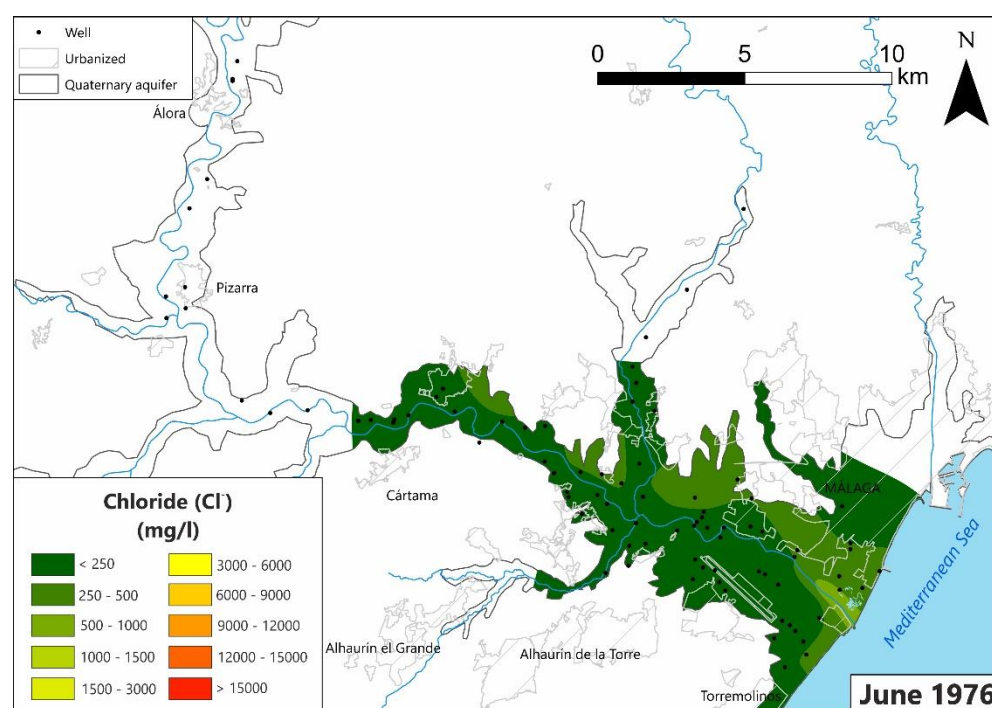 Well
Urbanized
Quaternary aquifer
0 5 10
km
N
Álora
Pizarra
Cártama
MÁLAGA
Mediterranean Sea
Alhaurín el Grande
Alhaurín de la Torre
Torremolinos
Chloride (Cl⁻)
(mg/l)
< 250
250 - 500
500 - 1000
1000 - 1500
1500 - 3000
3000 - 6000
6000 - 9000
9000 - 12000
12000 - 15000
> 15000
June 1976